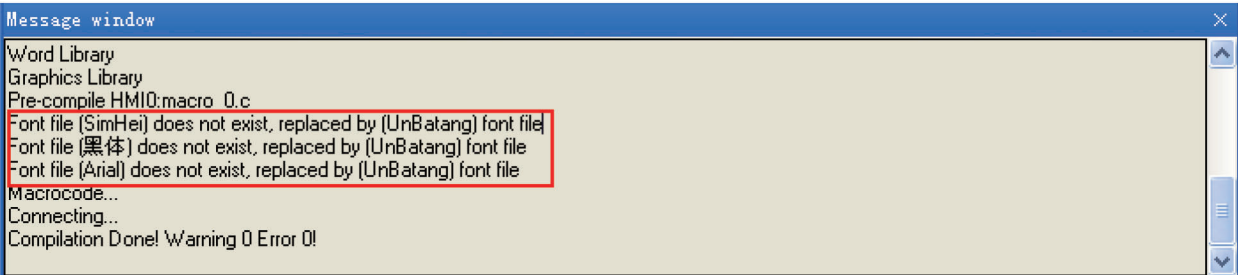 Message window
Word Library
Graphics Library
Pre-compile HMI0:macro_0.c
Font file (SimHei) does not exist, replaced by (UnBatang) font file
Font file (黑体) does not exist, replaced by (UnBatang) font file
Font file (Arial) does not exist, replaced by (UnBatang) font file
Macrocode...
Connecting...
Compilation Done! Warning 0 Error 0!